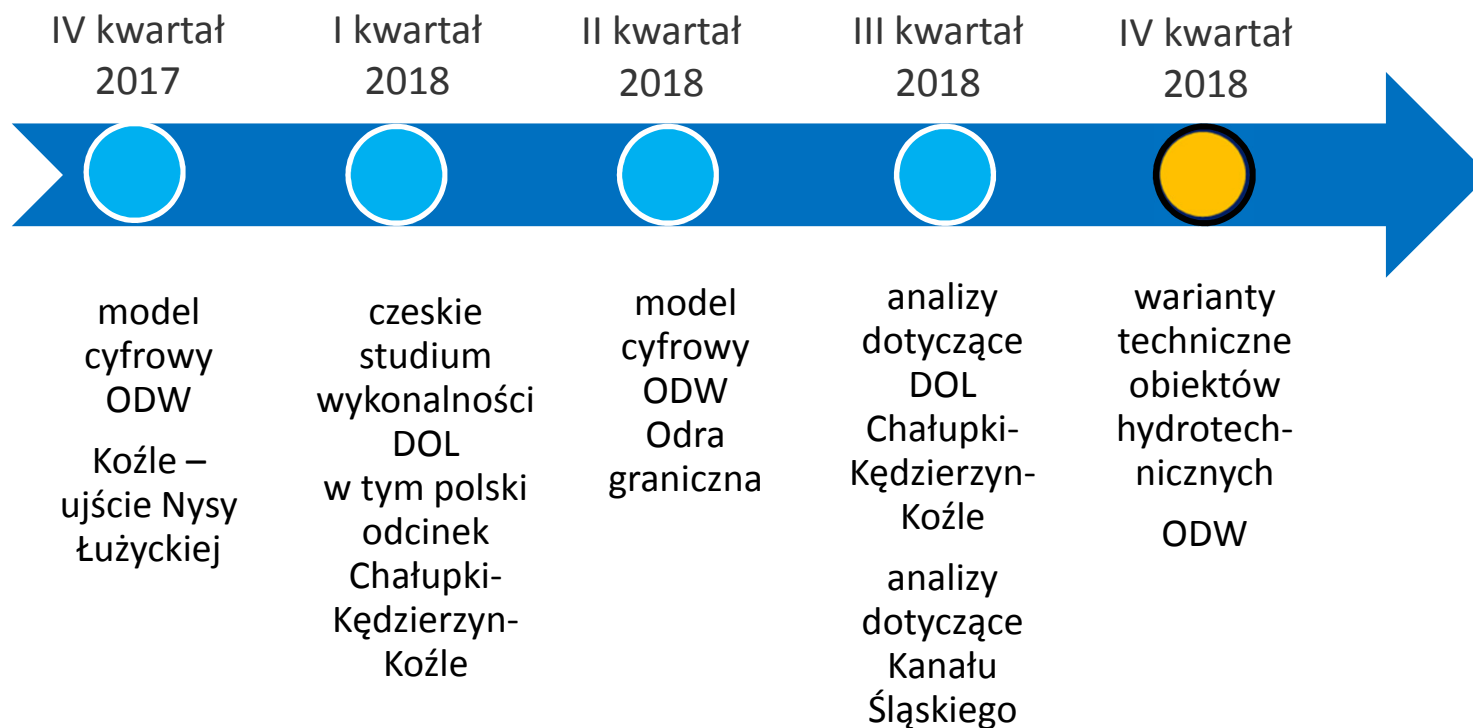 IV kwartał
2017
I kwartał
2018
II kwartał
2018
III kwartał
2018
IV kwartał
2018
model
cyfrowy
ODW
Koźle –
ujście Nysy
Łużyckiej
czeskie
studium
wykonalności
DOL
w tym polski
odcinek
Chałupki-
Kędzierzyn-
Koźle
model
cyfrowy
ODW
Odra
graniczna
analizy
dotyczące
DOL
Chałupki-
Kędzierzyn-
Koźle
analizy
dotyczące
Kanału
Śląskiego
warianty
techniczne
obiektów
hydrotech-
nicznych
ODW